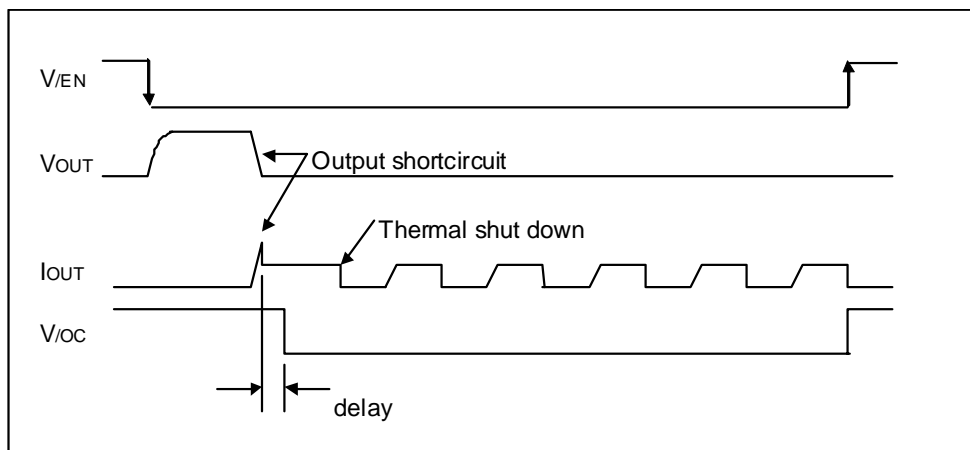 V/EN
VOUT
Output shortcircuit
Thermal shut down
IOUT
V/OC
delay